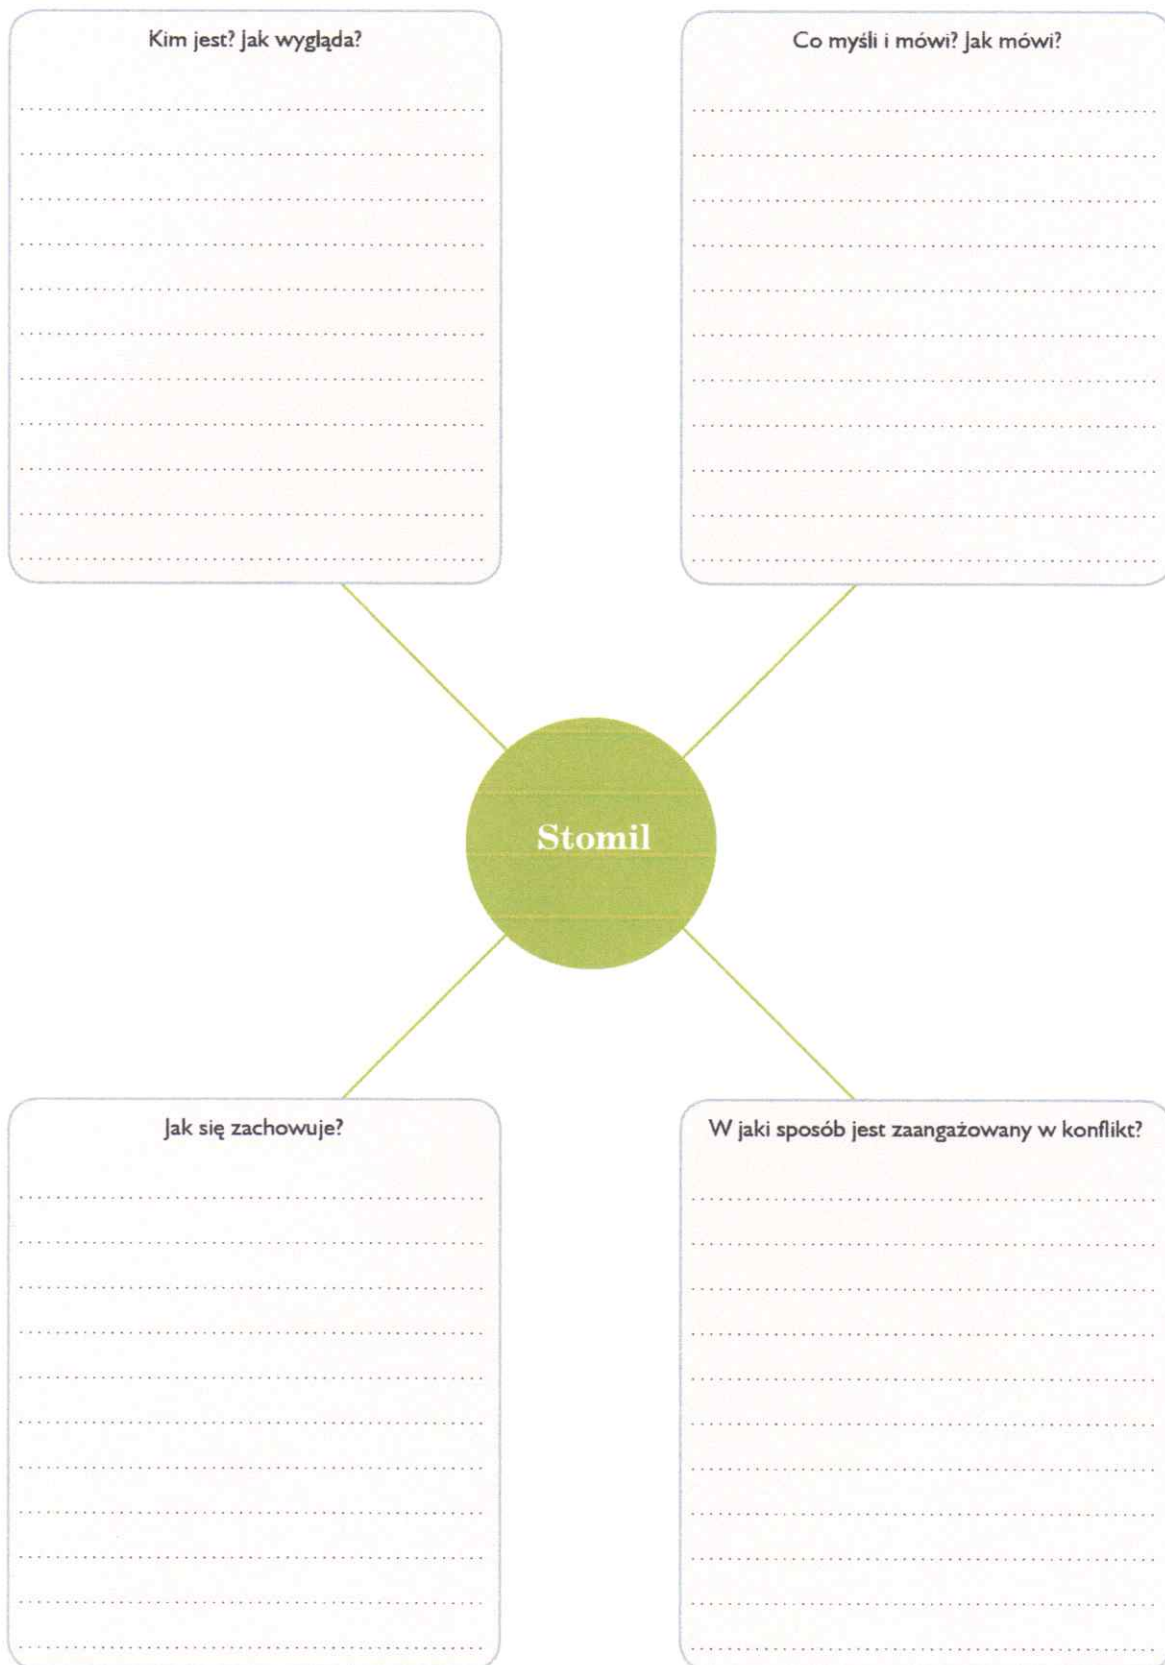 Kim jest? Jak wygląda?
Co myśli i mówi? Jak mówi?
Stomil
Jak się zachowuje?
W jaki sposób jest zaangażowany w konflikt?